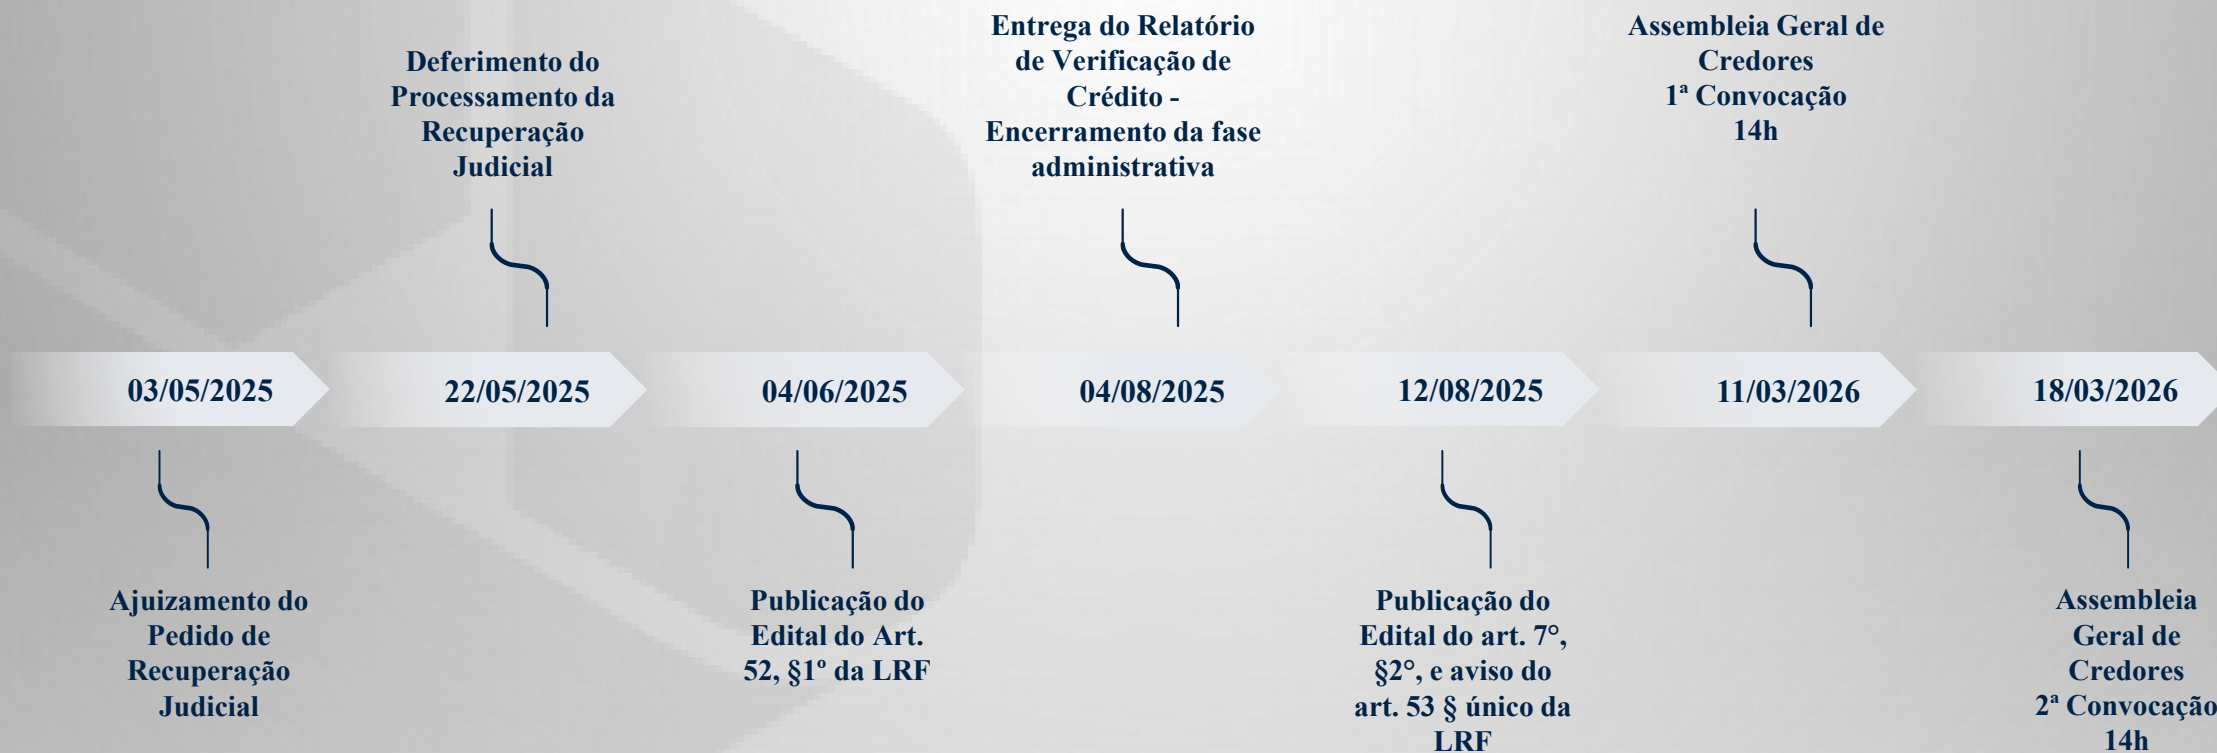 Entrega do Relatório
de Verificação de
Crédito -
Encerramento da fase
administrativa
Assembleia Geral de
Credores
1ª Convocação
14h
Deferimento do
Processamento da
Recuperação
Judicial
03/05/2025
22/05/2025
04/06/2025
04/08/2025
12/08/2025
11/03/2026
18/03/2026
Ajuizamento do
Pedido de
Recuperação
Judicial
Publicação do
Edital do Art.
52, §1º da LRF
Publicação do
Edital do art. 7°,
§2°, e aviso do
art. 53 § único da
LRF
Assembleia
Geral de
Credores
2ª Convocação
14h